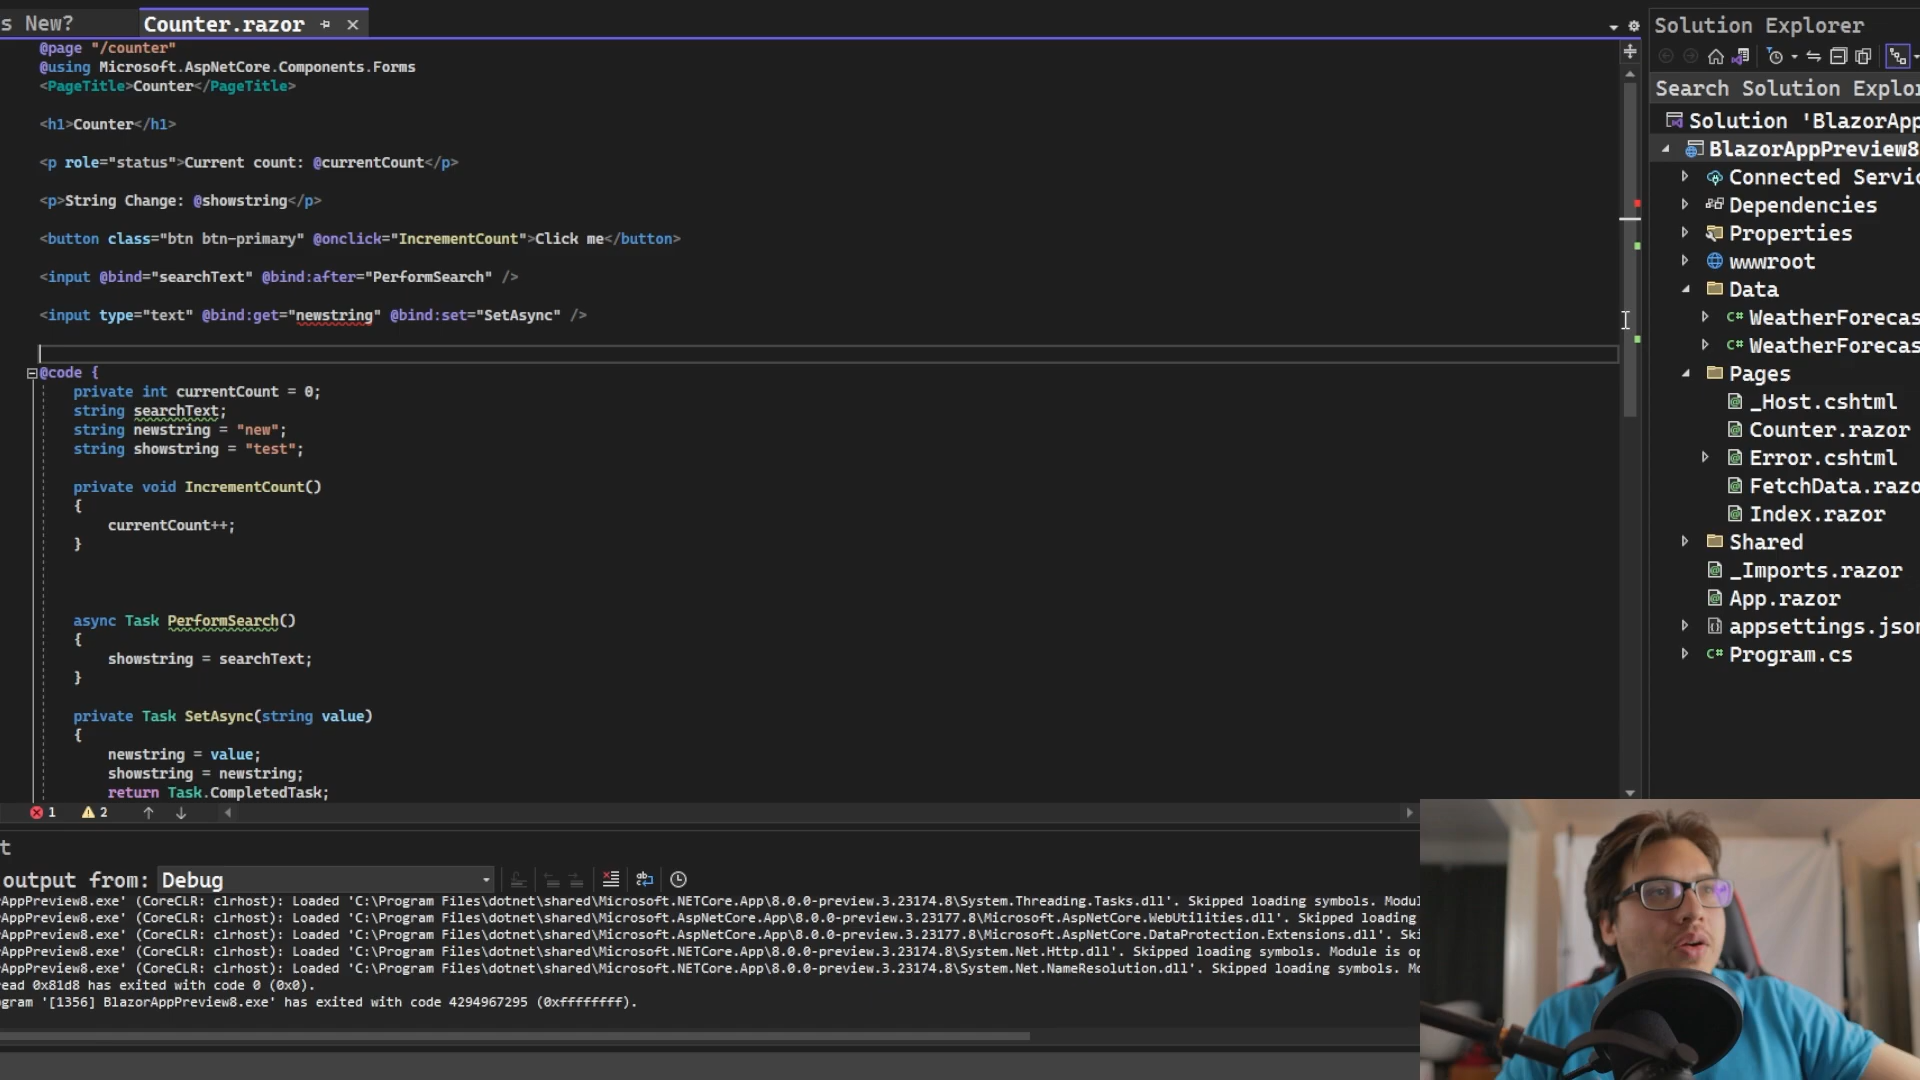 s New?
Counter.razor
@page "/counter"
@using Microsoft.AspNetCore.Components.Forms
<PageTitle>Counter</PageTitle>
<h1>Counter</h1>
<p role="status">Current count: @currentCount</p>
<p>String Change: @showstring</p>
<button class="btn btn-primary" @onclick="IncrementCount">Click me</button>
<input @bind="searchText" @bind:after="PerformSearch" />
<input type="text" @bind:get="newstring" @bind:set="SetAsync" />
@code {
private int currentCount = 0;
string searchText;
string newstring = "new";
string showstring = "test";
private void IncrementCount()
{
currentCount++;
}
async Task PerformSearch()
{
showstring = searchText;
}
private Task SetAsync(string value)
{
newstring = value;
showstring = newstring;
return Task.CompletedTask;
1
2
t
output from: Debug
AppPreview8.exe' (CoreCLR: clrhost): Loaded 'C:\Program Files\dotnet\shared\Microsoft.NETCore.App\8.0.0-preview.3.23174.8\System.Threading.Tasks.dll'. Skipped loading symbols. Modul
AppPreview8.exe' (CoreCLR: clrhost): Loaded 'C:\Program Files\dotnet\shared\Microsoft.AspNetCore.App\8.0.0-preview.3.23177.8\Microsoft.AspNetCore.WebUtilities.dll'. Skipped loading
AppPreview8.exe' (CoreCLR: clrhost): Loaded 'C:\Program Files\dotnet\shared\Microsoft.AspNetCore.App\8.0.0-preview.3.23177.8\Microsoft.AspNetCore.DataProtection.Extensions.dll'. Ski
AppPreview8.exe' (CoreCLR: clrhost): Loaded 'C:\Program Files\dotnet\shared\Microsoft.NETCore.App\8.0.0-preview.3.23174.8\System.Net.Http.dll'. Skipped loading symbols. Module is op
AppPreview8.exe' (CoreCLR: clrhost): Loaded 'C:\Program Files\dotnet\shared\Microsoft.NETCore.App\8.0.0-preview.3.23174.8\System.Net.NameResolution.dll'. Skipped loading symbols. Mo
read 0x81d8 has exited with code 0 (0x0).
gram '[1356] BlazorAppPreview8.exe' has exited with code 4294967295 (0xffffffff).
Solution Explorer
Search Solution Explor
Solution 'BlazorApp
BlazorAppPreview8
Connected Servic
Dependencies
Properties
wwwroot
Data
C# WeatherForecas
C# WeatherForecas
Pages
_Host.cshtml
Counter.razor
Error.cshtml
FetchData.razo
Index.razor
Shared
_Imports.razor
App.razor
appsettings.json
C# Program.cs